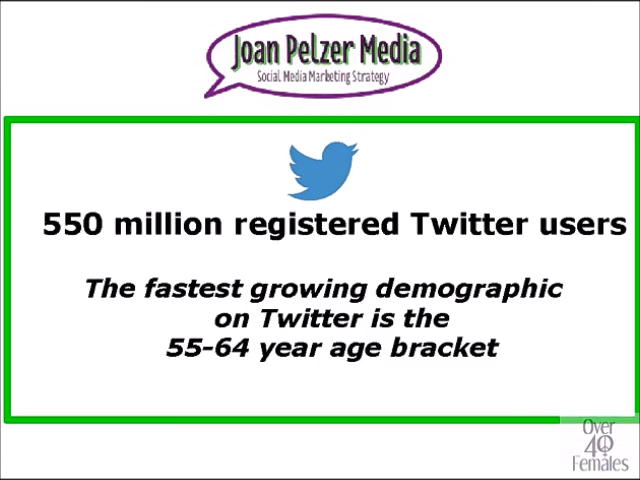 Joan Pelzer Media
Social Media Marketing Strategy
550 million registered Twitter users
The fastest growing demographic
on Twitter is the
55-64 year age bracket
Over
40
Females